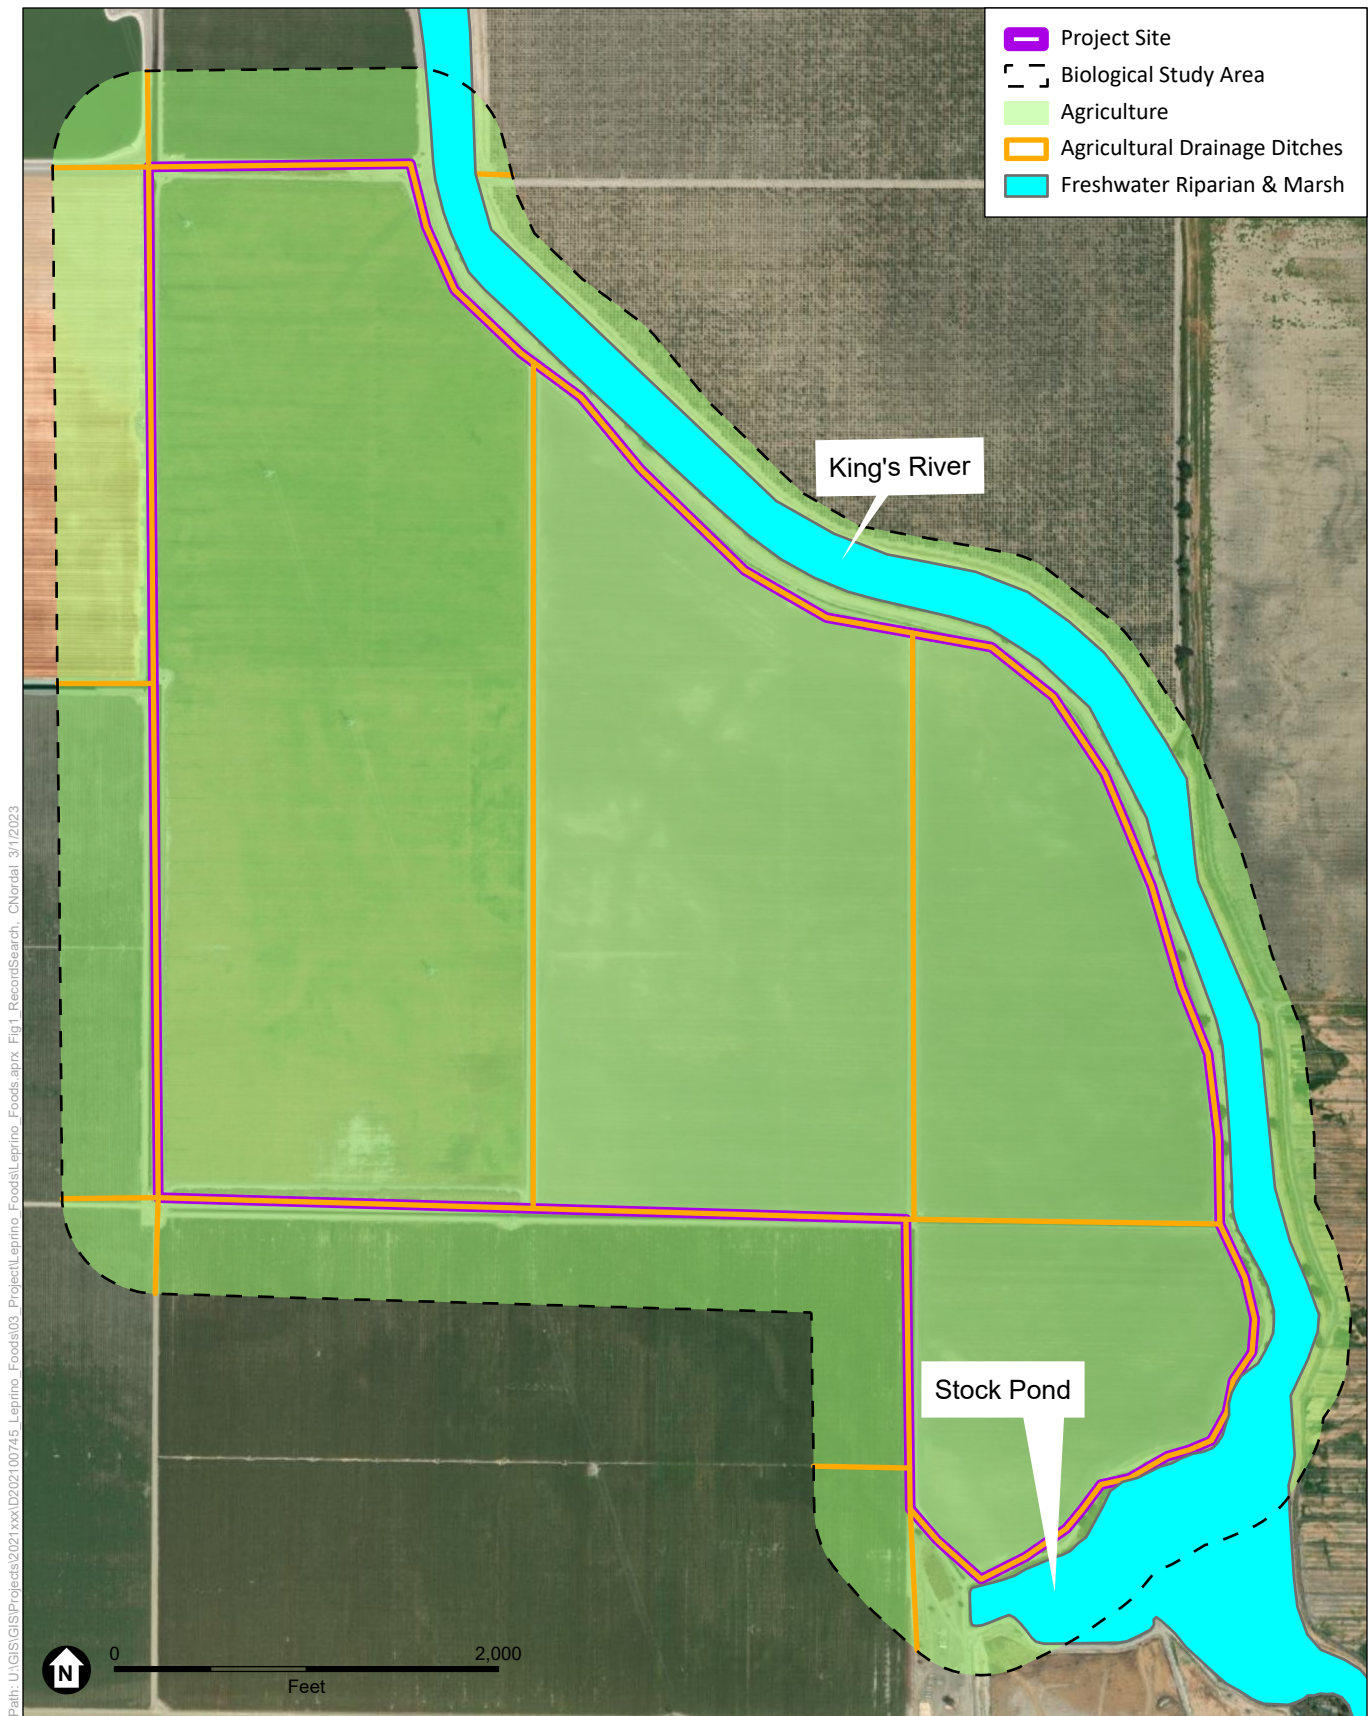 Project Site
Biological Study Area
Agriculture
Agricultural Drainage Ditches
Freshwater Riparian & Marsh
King's River
Stock Pond
N
0 2,000
Feet
Path: U:\GIS\GIS\Projects\2021xxx\D202100745_Leprino_Foods\03_Project\Leprino_Foods\Leprino_Foods.aprx Fig1_RecordSearch, CNordal 3/1/2023